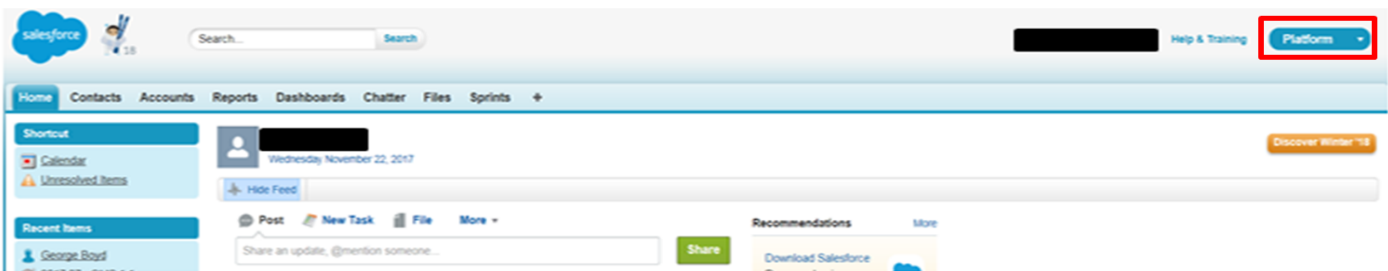 salesforce
18
Search...
Search
Help & Training
Platform
Home Contacts Accounts Reports Dashboards Chatter Files Sprints +
Shortcut
Calendar
Unresolved Items
Wednesday November 22, 2017
Discover Winter '18
Hide Feed
Recent Items
George Boyd
Post New Task File More
Share an update, @mention someone...
Share
Recommendations
More
Download Salesforce